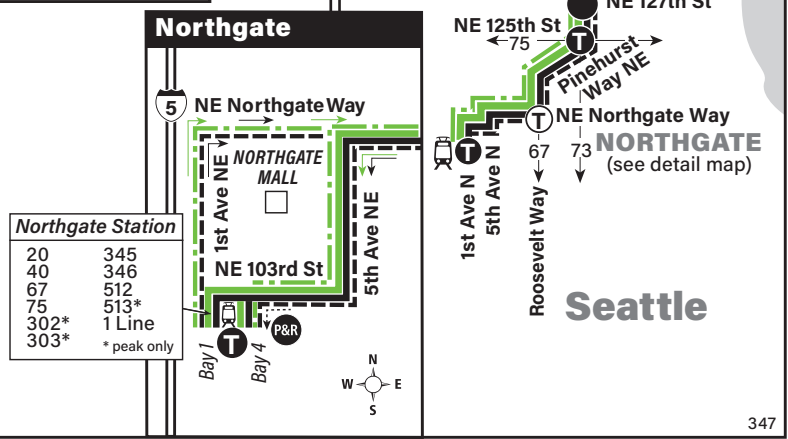 Northgate
5
NE Northgate Way
1st Ave NE
NORTHGATE
MALL
5th Ave NE
NE 103rd St
Northgate Station
20 345
40 346
67 512
75 513*
302* 1 Line
303* * peak only
T
P&R
Bay 1
Bay 4
N
W E
S
NE 127th St
NE 125th St
75
T
Pinehurst
Way NE
T
NE Northgate Way
T
67
73
NORTHGATE
(see detail map)
1st Ave N
5th Ave N
Roosevelt Way
Seattle
347